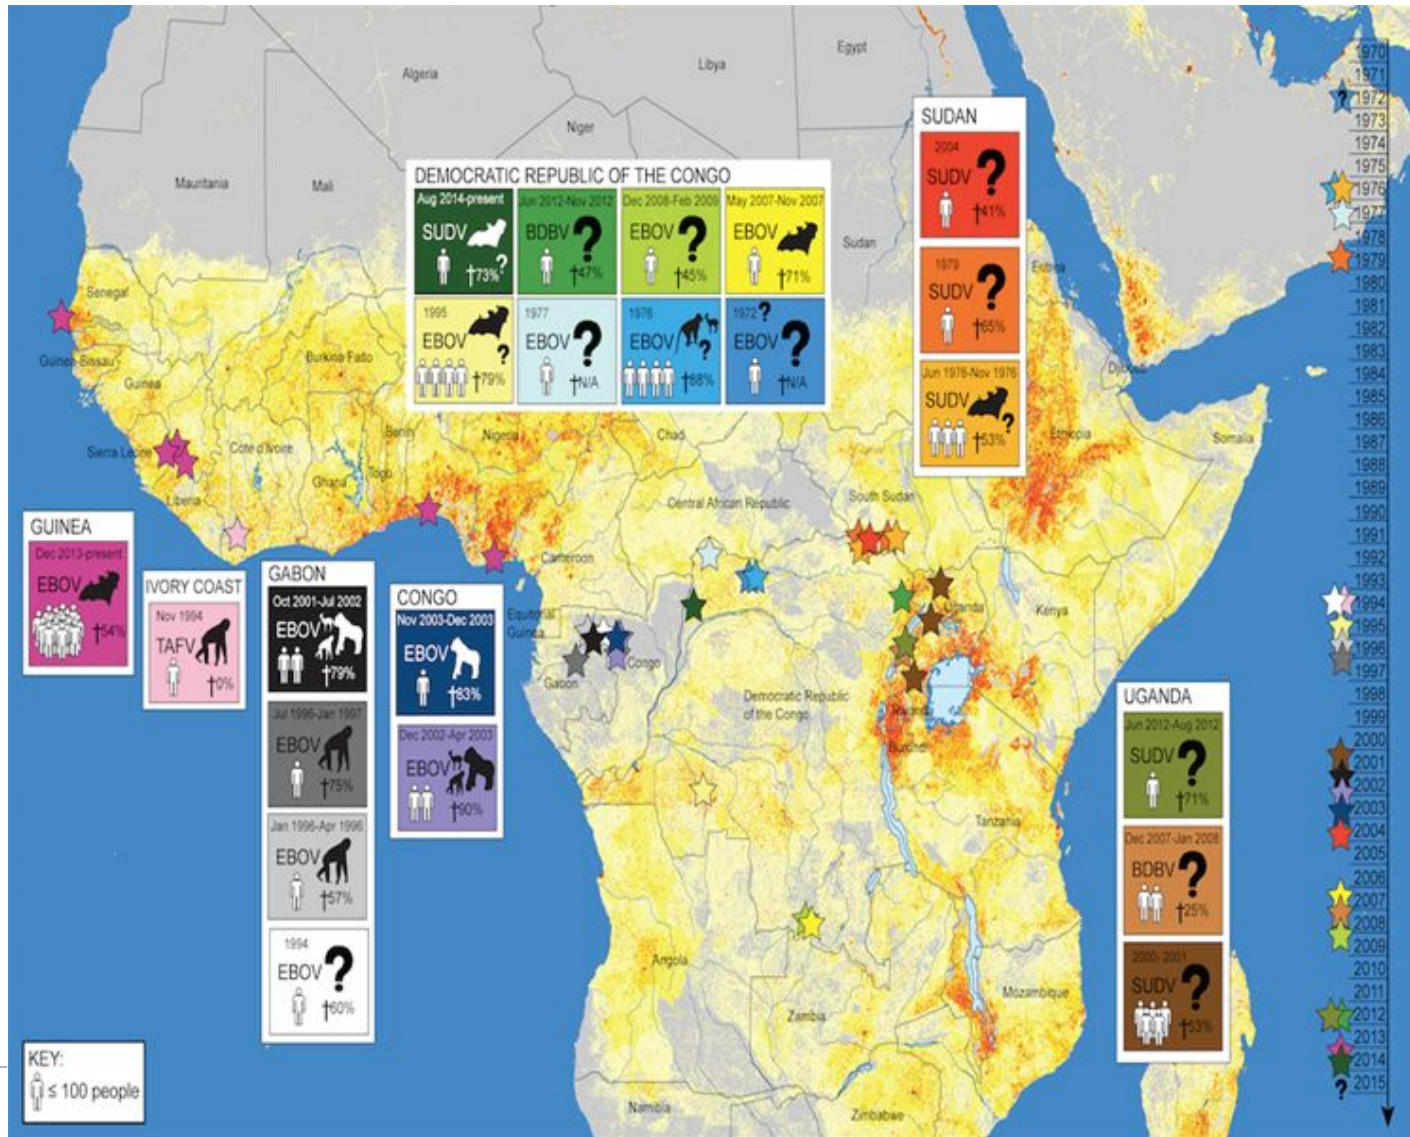 Algeria
Libya
Egypt
Niger
Mauritania
Mali
Sudan
Eritrea
Senegal
Guinea-Bissau
Guinea
Burkina Faso
Djibouti
Sierra Leone
Côte d'Ivoire
Benin
Nigeria
Chad
Ethiopia
Somalia
Liberia
Ghana
Togo
Central African Republic
South Sudan
Cameroon
Equitorial
Guinea
Gabon
Congo
Democratic Republic
of the Congo
Uganda
Kenya
Rwanda
Burundi
Tanzania
Angola
Zambia
Mozambique
Namibia
Zimbabwe
DEMOCRATIC REPUBLIC OF THE CONGO
Aug 2014-present
SUDV
†73%?
Jun 2012-Nov 2012
BDBV ?
†47%
Dec 2008-Feb 2009
EBOV ?
†45%
May 2007-Nov 2007
EBOV
†71%
1995
EBOV ?
†79%
1977
EBOV ?
†N/A
1976
EBOV ?
†88%
1972?
EBOV ?
†N/A
SUDAN
2004
SUDV ?
†41%
1979
SUDV ?
†65%
Jun 1976-Nov 1976
SUDV ?
†53%
GUINEA
Dec 2013-present
EBOV
†54%
IVORY COAST
Nov 1994
TAFV
†0%
GABON
Oct 2001-Jul 2002
EBOV
†79%
Jul 1996-Jan 1997
EBOV
†75%
Jan 1996-Apr 1996
EBOV
†57%
1994
EBOV ?
†60%
CONGO
Nov 2003-Dec 2003
EBOV
†83%
Dec 2002-Apr 2003
EBOV
†90%
UGANDA
Jun 2012-Aug 2012
SUDV ?
†71%
Dec 2007-Jan 2008
BDBV ?
†25%
2000- 2001
SUDV ?
†53%
KEY:
≤ 100 people
1970
1971
? 1972
1973
1974
1975
1976
1977
1978
1979
1980
1981
1982
1983
1984
1985
1986
1987
1988
1989
1990
1991
1992
1993
1994
1995
1996
1997
1998
1999
2000
2001
2002
2003
2004
2005
2006
2007
2008
2009
2010
2011
2012
2013
2014
? 2015